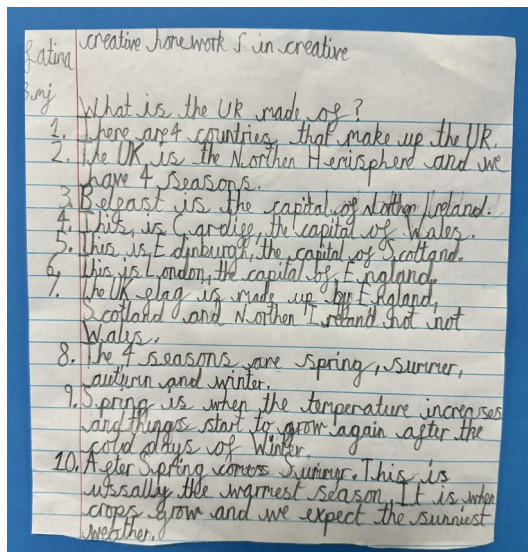 creative homework is in creative
Latina
3.mj
What is the UK made of?
1. There are 4 countries that make up the UK.
2. The UK is the Northen Hemisphere and we
have 4 seasons.
3. Belfast is the capital of Northen Ireland.
4. This is Cardiff, the capital of Wales.
5. This is Edinburgh, the capital of Scotland.
6. This is London, the capital of England.
7. The UK flag is made up by England,
Scotland and Northen Ireland not not
Wales.
8. The 4 seasons are spring, summer,
autumn and winter.
9. Spring is when the temperature increases
and things start to grow again after the
cold days of Winter.
10. After Spring comes Summer. This is
ussally the warmest season. It is when
crops grow and we expect the sunniest
weather.